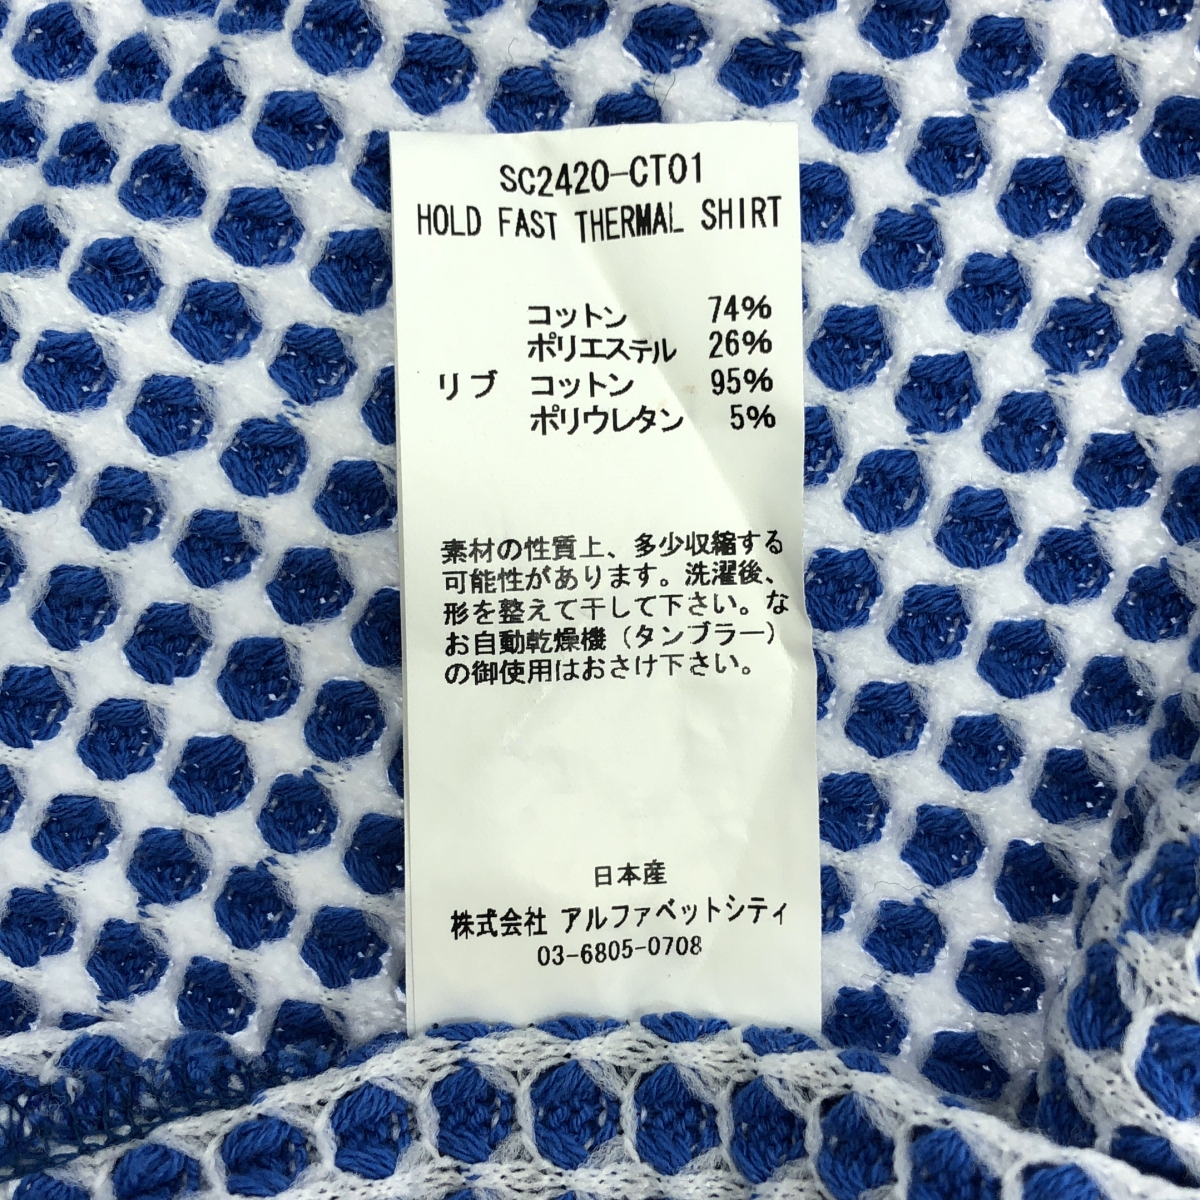 SC2420-CT01
HOLD FAST THERMAL SHIRT
コットン 74%
ポリエステル 26%
リブ コットン 95%
ポリウレタン 5%
素材の性質上、多少収縮する
可能性があります。洗濯後、
形を整えて干して下さい。な
お自動乾燥機（タンブラー）
の御使用はおさけ下さい。
日本産
株式会社 アルファベットシティ
03-6805-0708